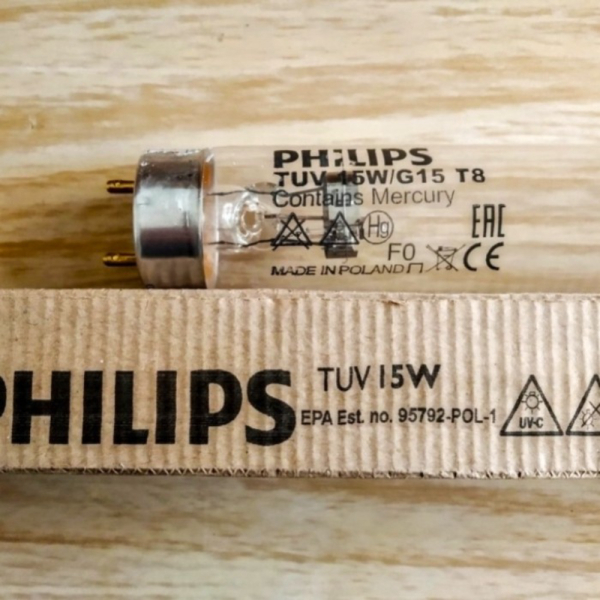 PHILIPS
TUV 15W/G15 T8
Contains Mercury
Hg
EAC
F0 CE
MADE IN POLAND
PHILIPS
TUV 15W
EPA Est. no. 95792-POL-1
UV-C